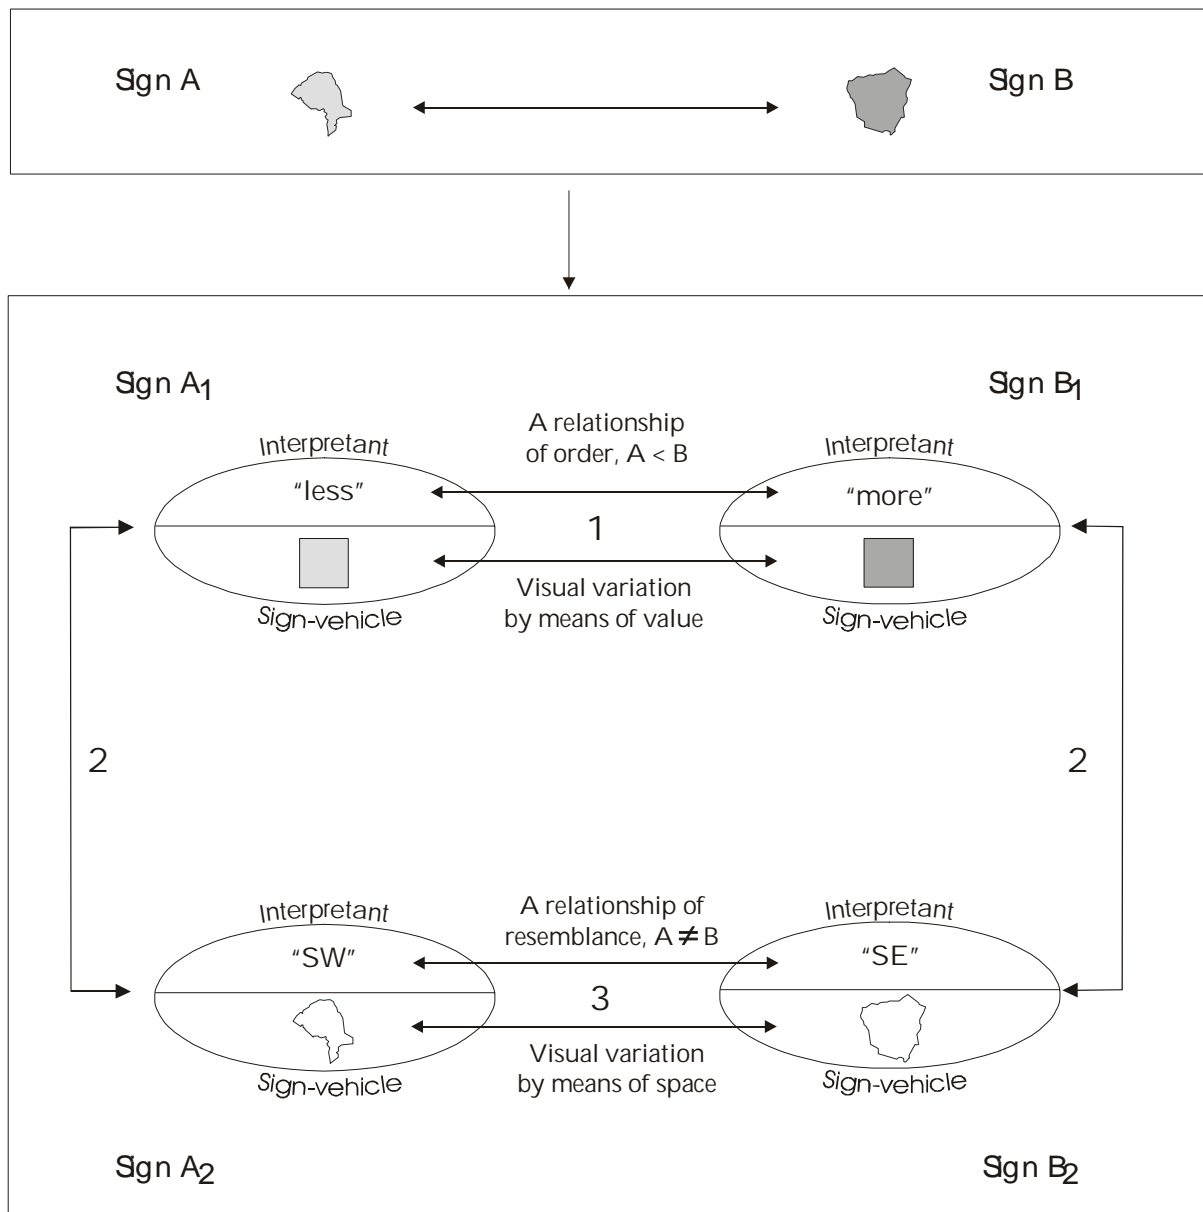 Sign A
Sign B
Sign A1
Sign B1
A relationship
of order, A < B
Interpretant
Interpretant
“less”
“more”
1
Visual variation
by means of value
Sign-vehicle
Sign-vehicle
2
2
A relationship of
resemblance, A ≠ B
Interpretant
Interpretant
“SW”
“SE”
3
Visual variation
by means of space
Sign-vehicle
Sign-vehicle
Sign A2
Sign B2